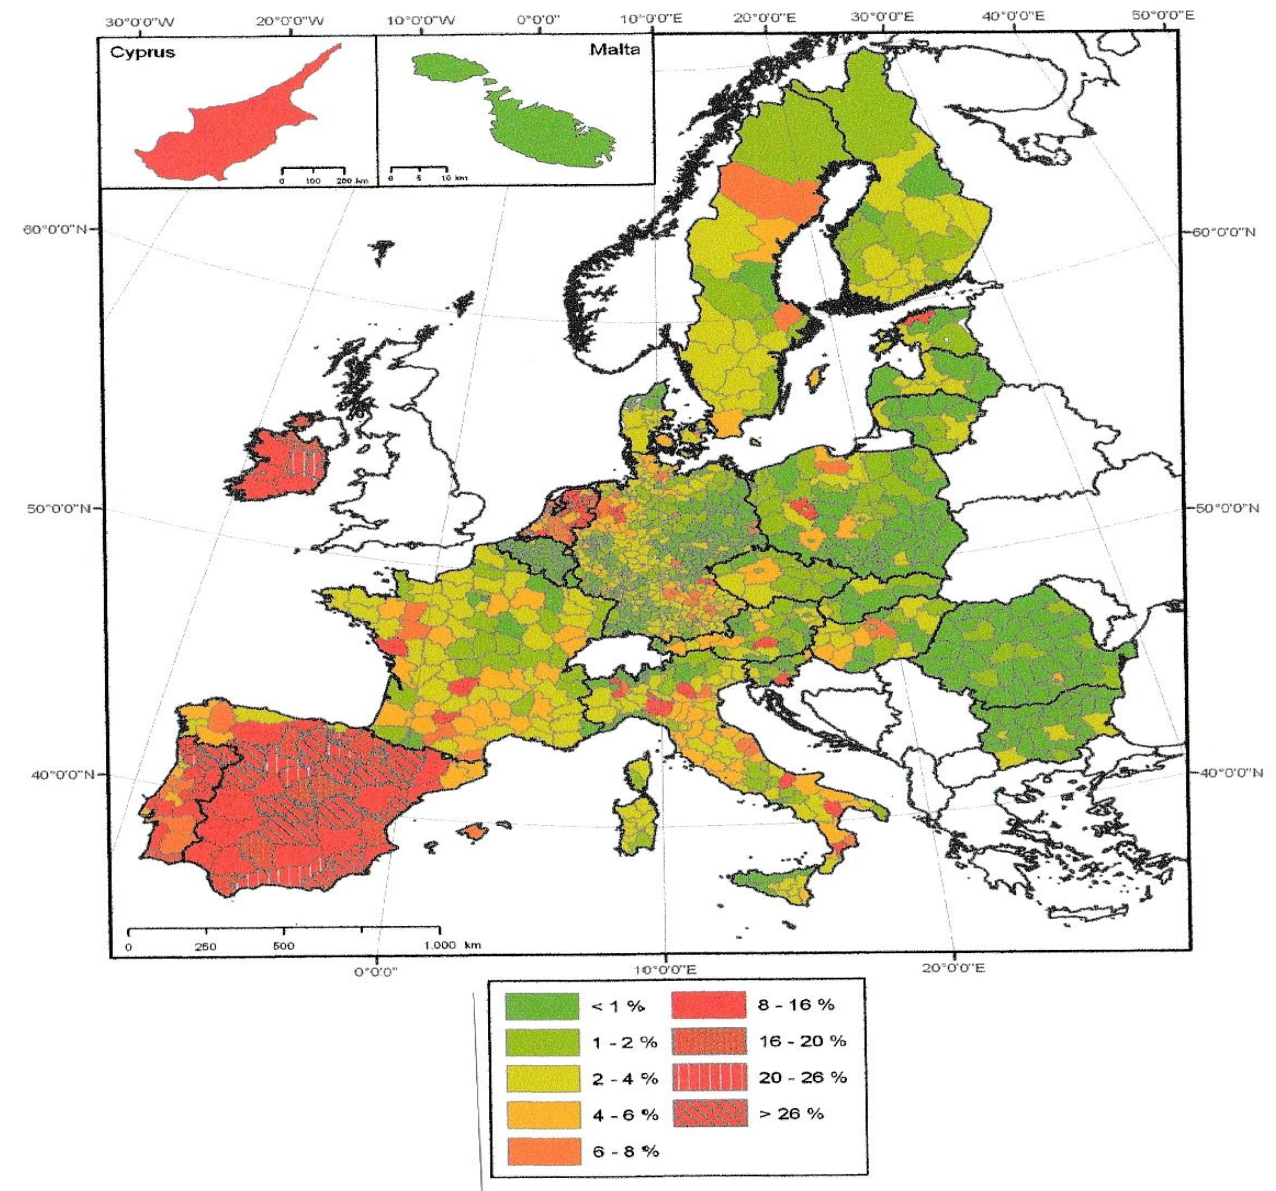 30°0'0"W 20°0'0"W 10°0'0"W 0°0'0" 10°0'0"E 20°0'0"E 30°0'0"E 40°0'0"E 50°0'0"E
Cyprus
Malta
0 100 200 km
0 5 10 km
60°0'0"N
60°0'0"N
50°0'0"N
50°0'0"N
40°0'0"N
40°0'0"N
0 250 500 1.000 km
0°0'0" 10°0'0"E 20°0'0"E
< 1 %
1 - 2 %
2 - 4 %
4 - 6 %
6 - 8 %
8 - 16 %
16 - 20 %
20 - 26 %
> 26 %